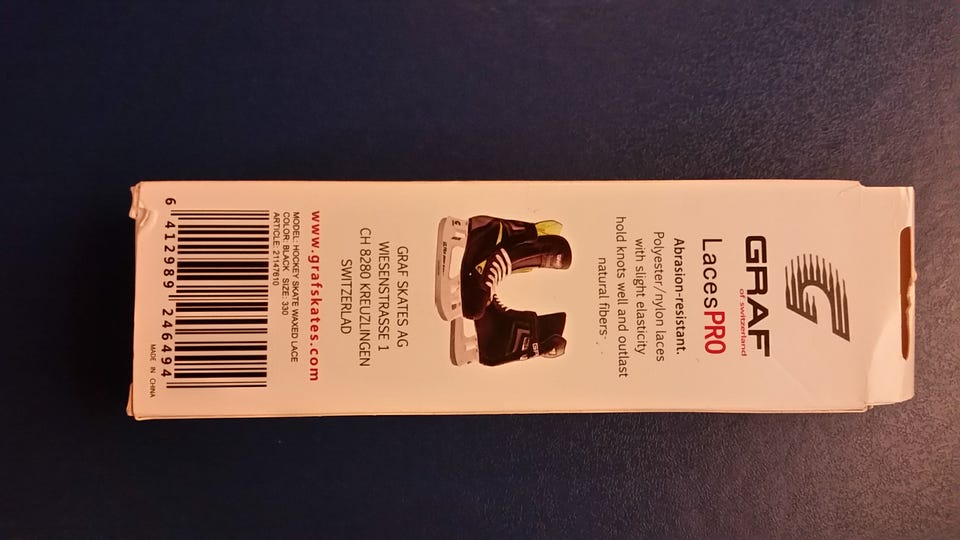 GRAF
of switzerland
LacesPRO
Abrasion-resistant.
Polyester/nylon laces
with slight elasticity
hold knots well and outlast
natural fibers.
GRAF SKATES AG
WIESENSTRASSE 1
CH 8280 KREUZLINGEN
SWITZERLAD
www.grafskates.com
MODEL: HOCKEY SKATE WAXED LACE
COLOR: BLACK SIZE: 330
ARTICLE: 21147610
6 412989 246494
MADE IN CHINA